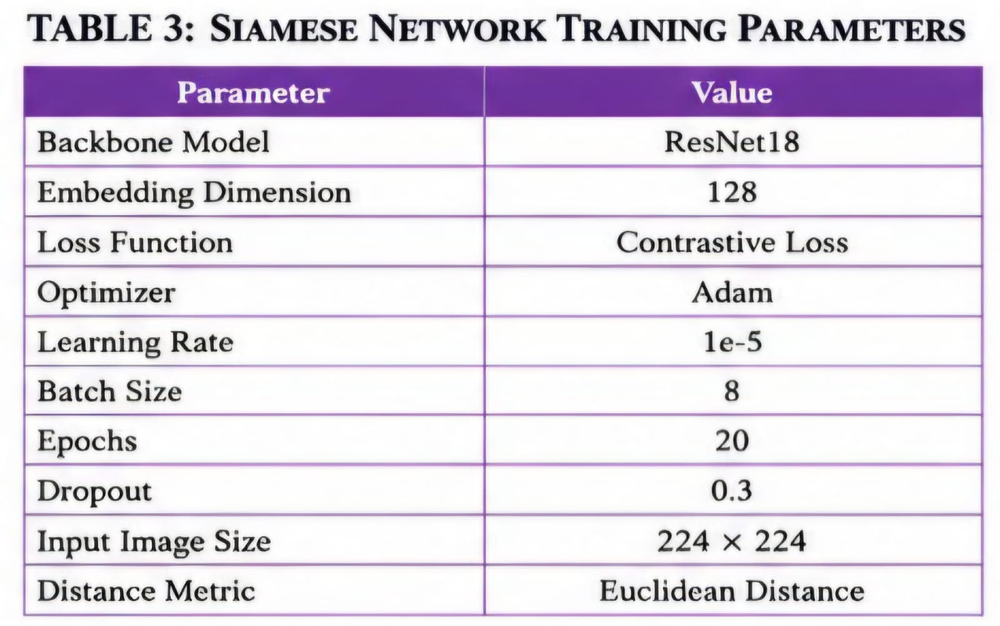 TABLE 3: SIAMESE NETWORK TRAINING PARAMETERS
Parameter Value
Backbone Model ResNet18
Embedding Dimension 128
Loss Function Contrastive Loss
Optimizer Adam
Learning Rate 1e-5
Batch Size 8
Epochs 20
Dropout 0.3
Input Image Size 224 × 224
Distance Metric Euclidean Distance